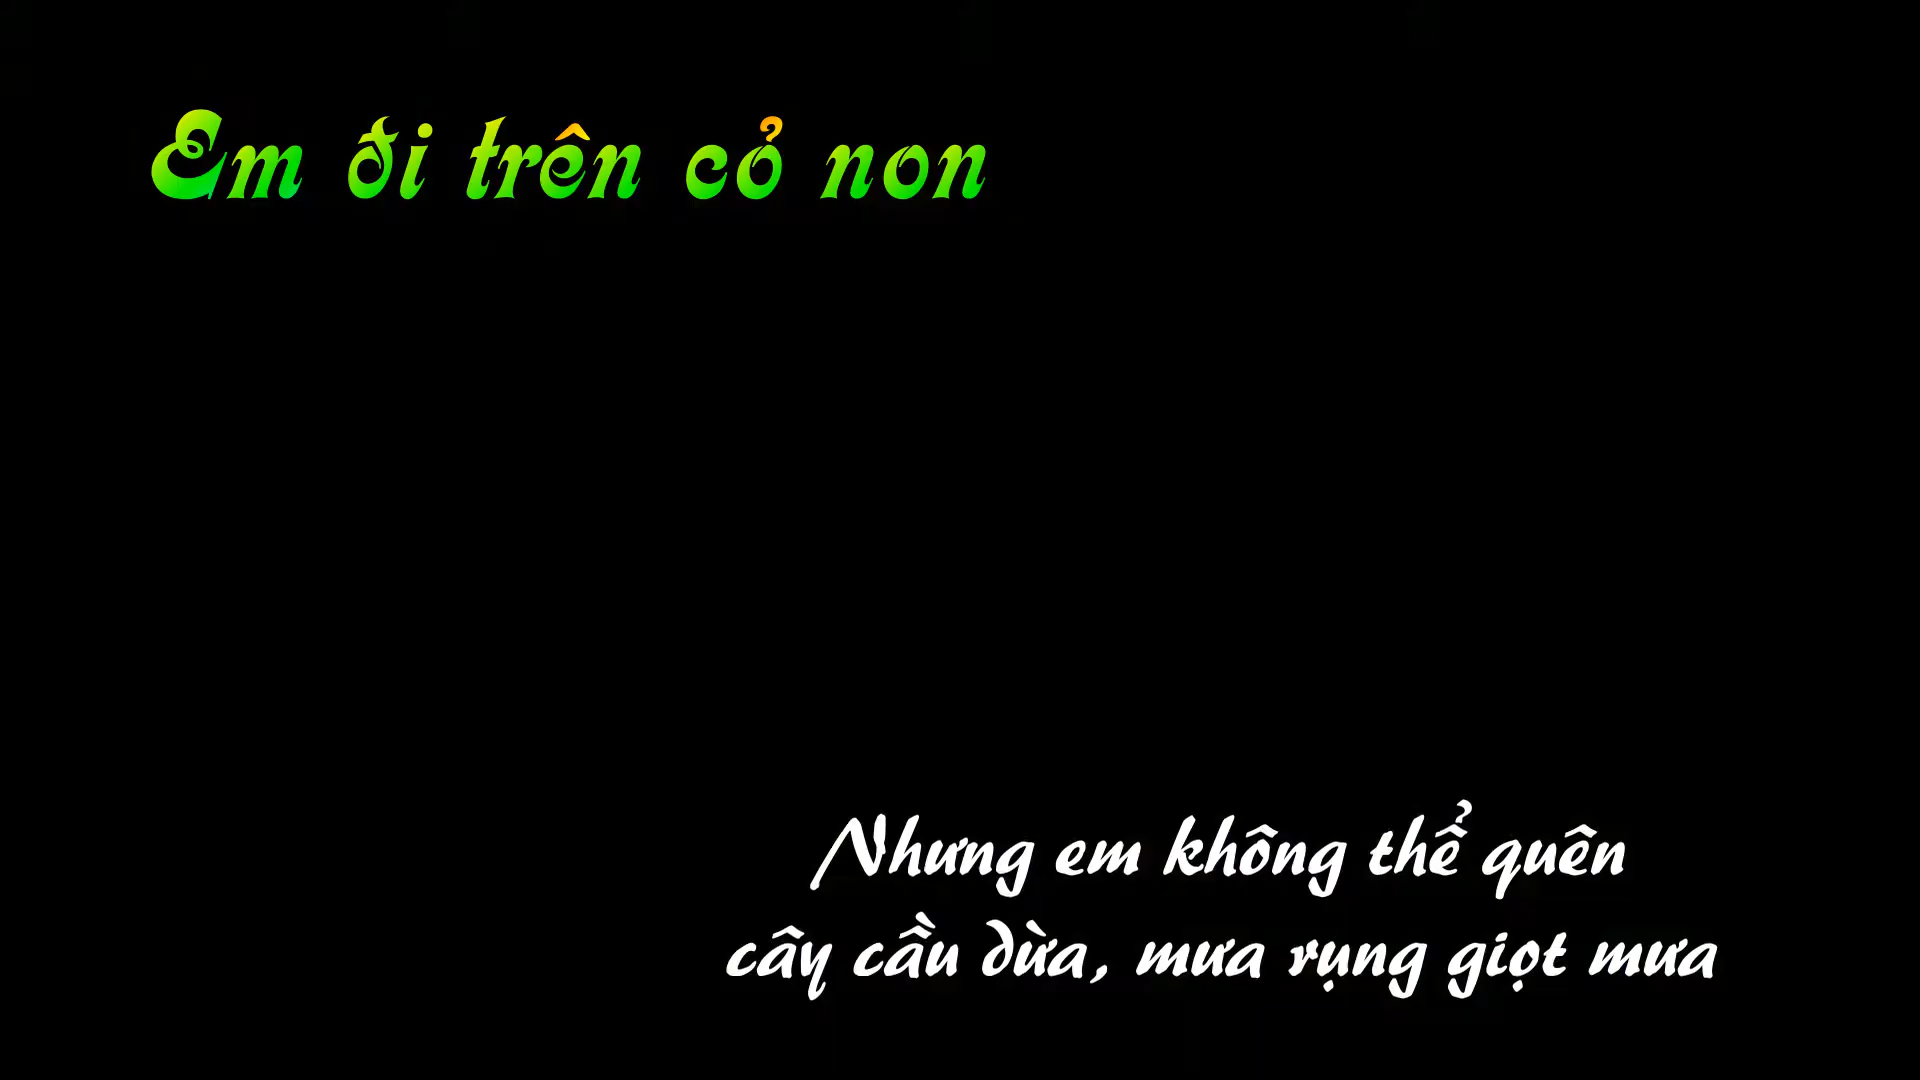 Em đi trên cỏ non
Nhưng em không thể quên
cây cầu dừa, mưa rụng giọt mưa